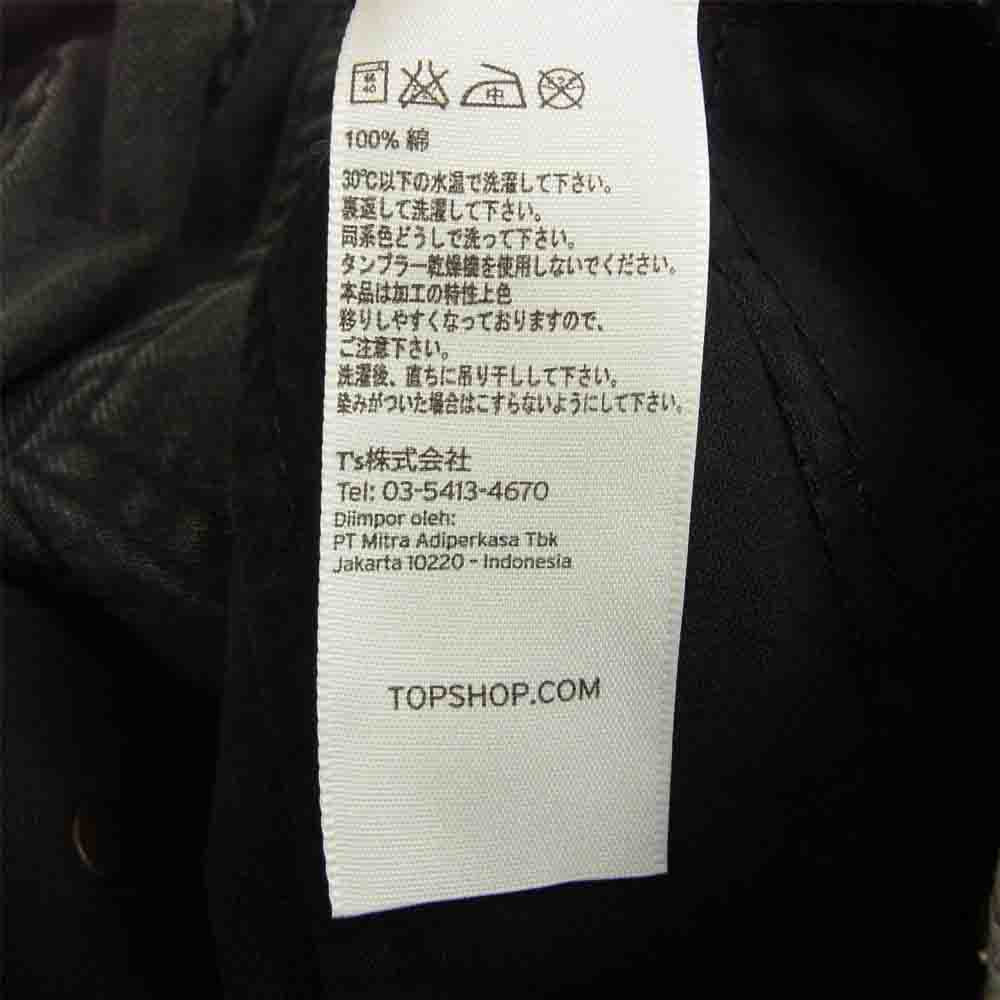 40
中
100% 綿
30℃以下の水温で洗濯して下さい。
裏返して洗濯して下さい。
同系色どうしで洗って下さい。
タンブラー乾燥機を使用しないでください。
本品は加工の特性上色
移りしやすくなっておりますので、
ご注意下さい。
洗濯後、直ちに吊り干しして下さい。
染みがついた場合はこすらないようにして下さい。
T's株式会社
Tel: 03-5413-4670
Diimpor oleh:
PT Mitra Adiperkasa Tbk
Jakarta 10220 - Indonesia
TOPSHOP.COM